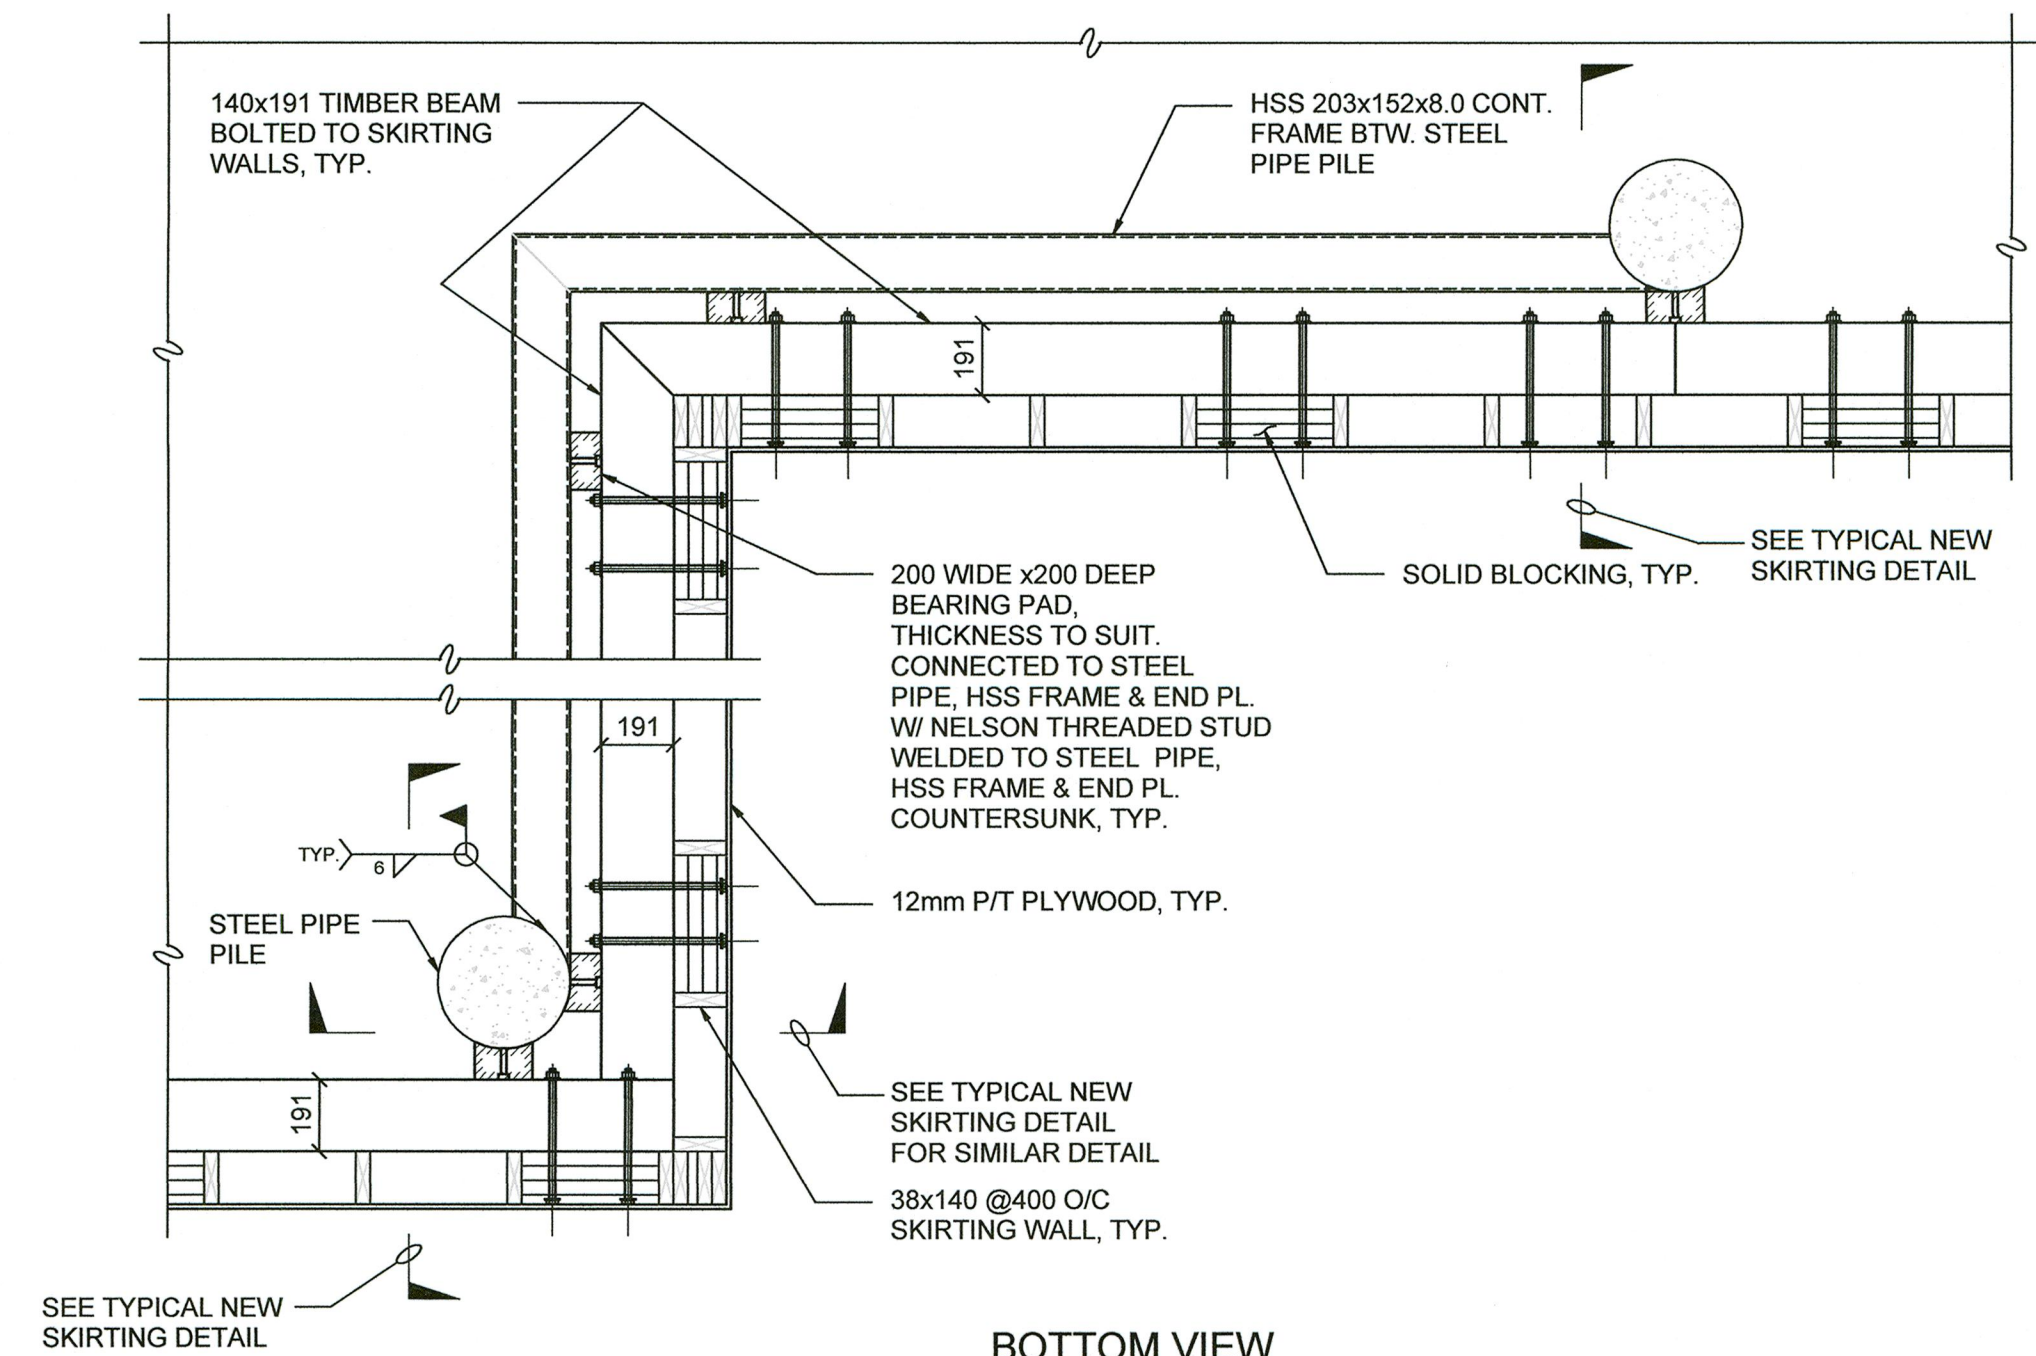 140x191 TIMBER BEAM
BOLTED TO SKIRTING
WALLS, TYP.
HSS 203x152x8.0 CONT.
FRAME BTW. STEEL
PIPE PILE
191
SEE TYPICAL NEW
SKIRTING DETAIL
SOLID BLOCKING, TYP.
200 WIDE x200 DEEP
BEARING PAD,
THICKNESS TO SUIT.
CONNECTED TO STEEL
PIPE, HSS FRAME & END PL.
W/ NELSON THREADED STUD
WELDED TO STEEL PIPE,
HSS FRAME & END PL.
COUNTERSUNK, TYP.
191
TYP.
6
12mm P/T PLYWOOD, TYP.
STEEL PIPE
PILE
191
SEE TYPICAL NEW
SKIRTING DETAIL
FOR SIMILAR DETAIL
38x140 @400 O/C
SKIRTING WALL, TYP.
SEE TYPICAL NEW
SKIRTING DETAIL
BOTTOM VIEW